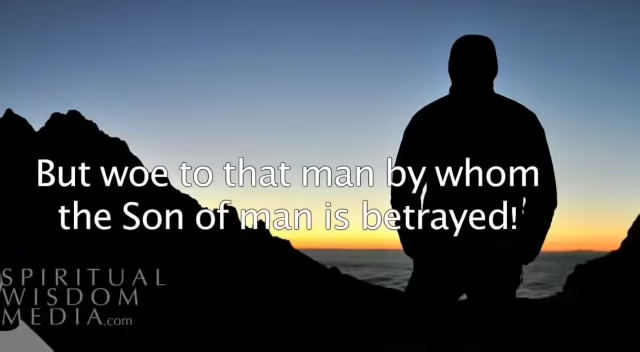 But woe to that man by whom
the Son of man is betrayed!
SPIRITUAL
WISDOM
MEDIA.com